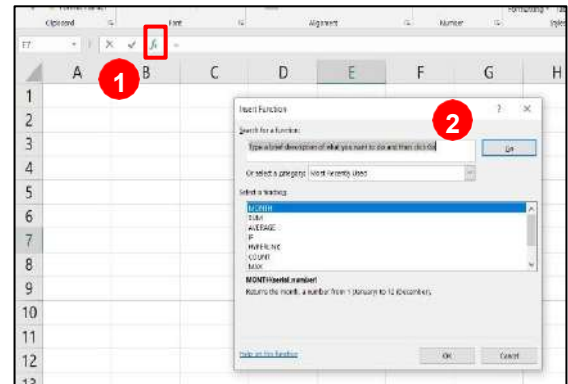 Clipboard Font Alignment Number Styles
E7 fx =
A B C D E F G H
1
1
2
3
4
5
6
7
8
9
10
11
12
13
Insert Function ? ×
2
Search for a function:
Type a brief description of what you want to do and then click Go
Go
Or select a category: Most Recently Used
Select a function:
MONTH
SUM
AVERAGE
IF
HYPERLINK
COUNT
MAX
MONTH(serial_number)
Returns the month, a number from 1 (January) to 12 (December).
Help on this function
OK Cancel